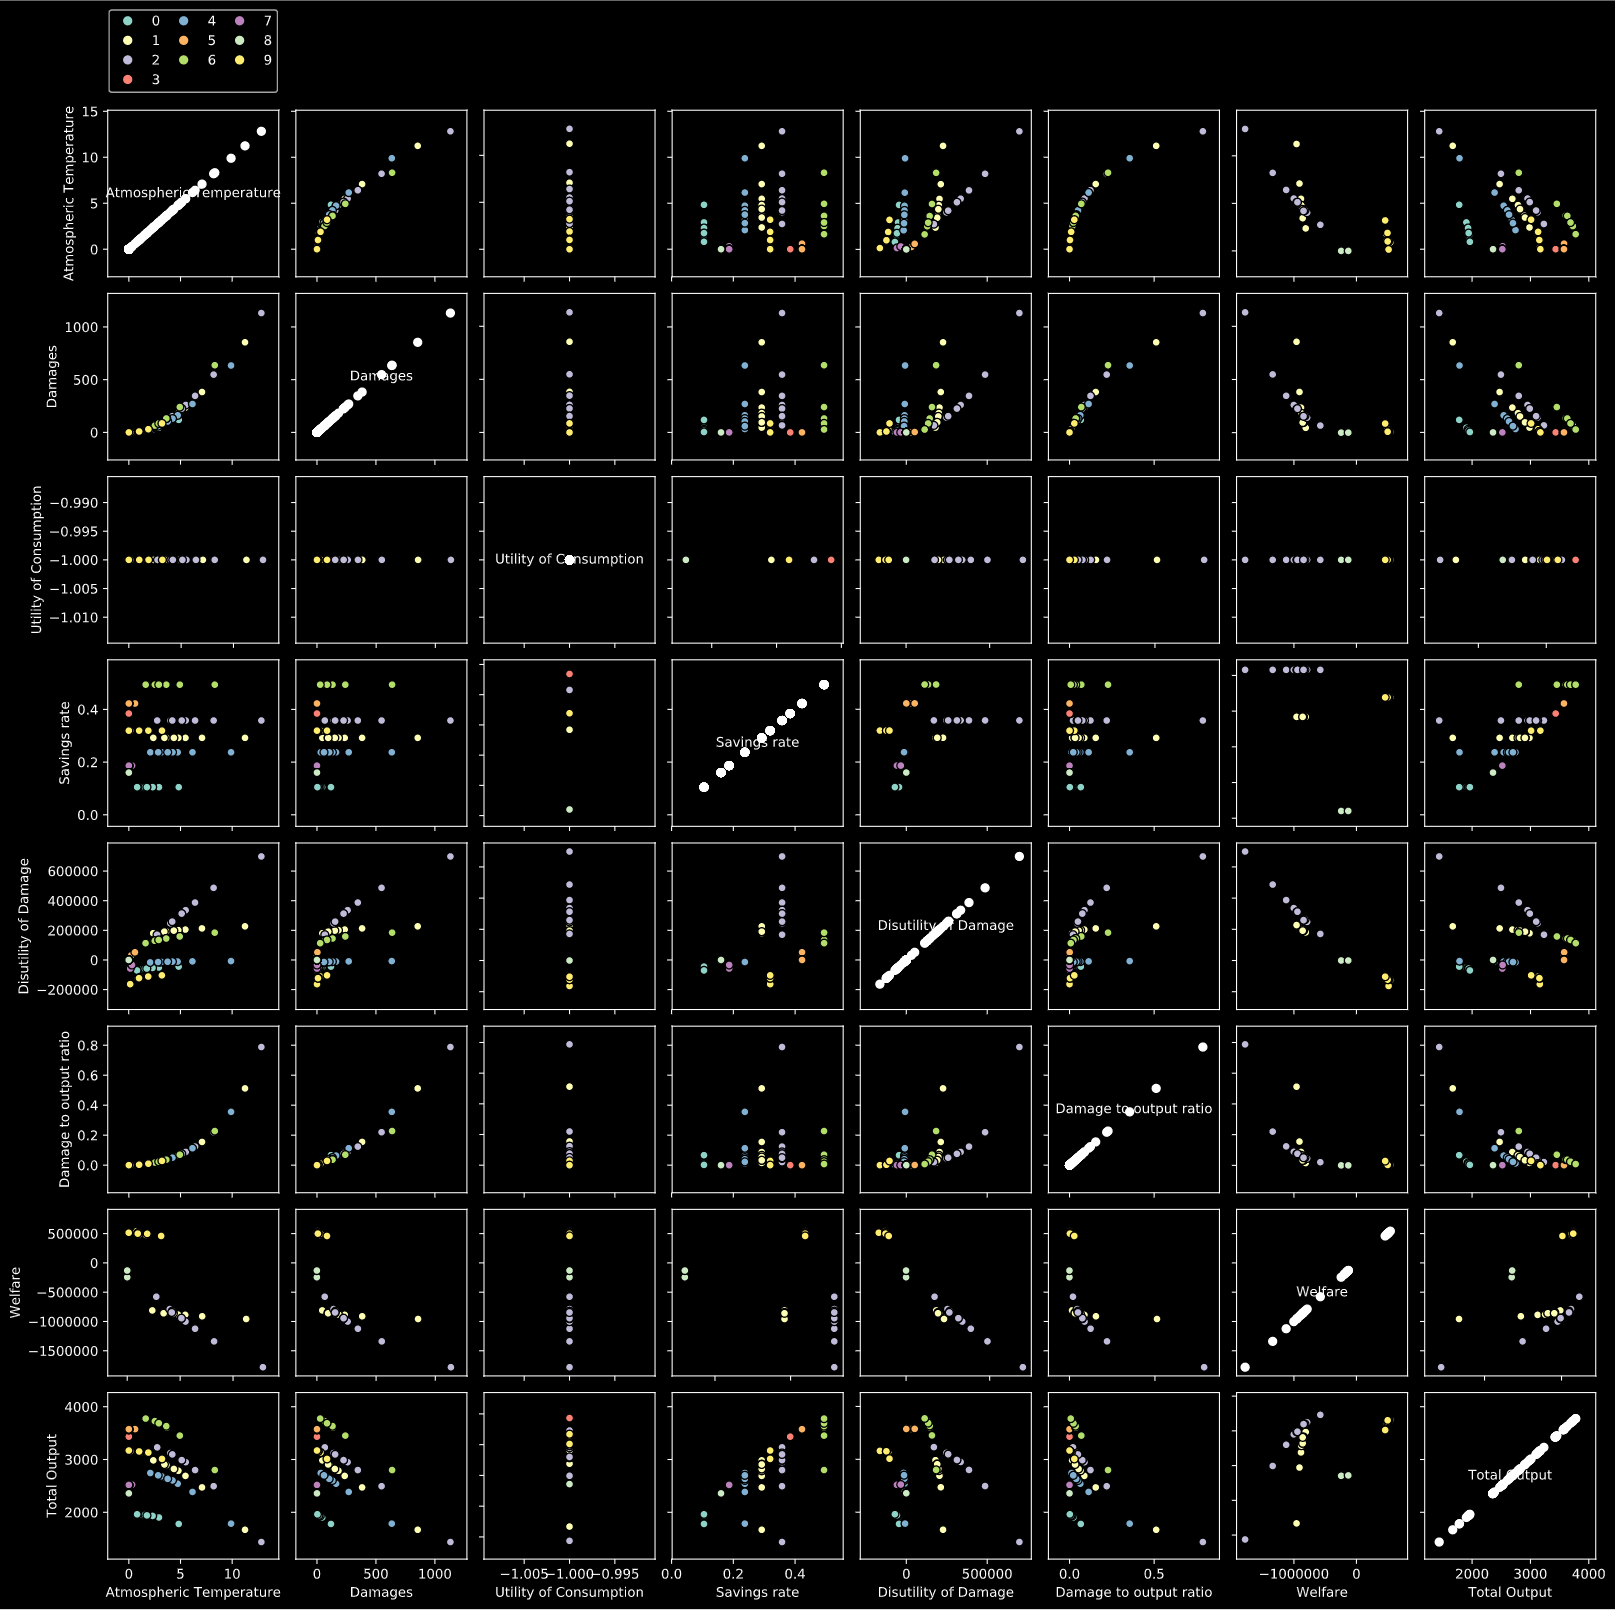 0 4 7
1 5 8
2 6 9
3
Atmospheric Temperature
15
10
5
0
Atmospheric Temperature
Damages
1000
500
0
Damages
Utility of Consumption
−0.990
−0.995
−1.000
−1.005
−1.010
Utility of Consumption
Savings rate
0.4
0.2
0.0
Savings rate
Disutility of Damage
600000
400000
200000
0
−200000
Disutility of Damage
Damage to output ratio
0.8
0.6
0.4
0.2
0.0
Damage to output ratio
Welfare
500000
0
−500000
−1000000
−1500000
Welfare
Total Output
4000
3000
2000
Total Output
0 5 10 0 500 1000 −1.005 −1.000 −0.995 0.0 0.2 0.4 0 500000 0.0 0.5 −1000000 0 2000 3000 4000
Atmospheric Temperature Damages Utility of Consumption Savings rate Disutility of Damage Damage to output ratio Welfare Total Output